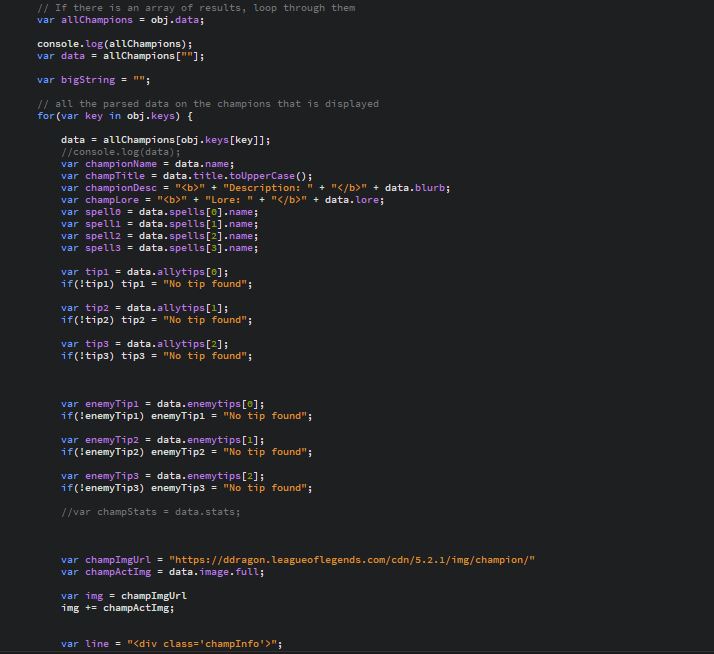 // If there is an array of results, loop through them
var allChampions = obj.data;
console.log(allChampions);
var data = allChampions[""];
var bigString = "";
// all the parsed data on the champions that is displayed
for(var key in obj.keys) {
data = allChampions[obj.keys[key]];
//console.log(data);
var championName = data.name;
var champTitle = data.title.toUpperCase();
var championDesc = "<b>" + "Description: " + "</b>" + data.blurb;
var champLore = "<b>" + "Lore: " + "</b>" + data.lore;
var spell0 = data.spells[0].name;
var spell1 = data.spells[1].name;
var spell2 = data.spells[2].name;
var spell3 = data.spells[3].name;
var tip1 = data.allytips[0];
if(!tip1) tip1 = "No tip found";
var tip2 = data.allytips[1];
if(!tip2) tip2 = "No tip found";
var tip3 = data.allytips[2];
if(!tip3) tip3 = "No tip found";
var enemyTip1 = data.enemytips[0];
if(!enemyTip1) enemyTip1 = "No tip found";
var enemyTip2 = data.enemytips[1];
if(!enemyTip2) enemyTip2 = "No tip found";
var enemyTip3 = data.enemytips[2];
if(!enemyTip3) enemyTip3 = "No tip found";
//var champStats = data.stats;
var champImgUrl = "https://ddragon.leagueoflegends.com/cdn/5.2.1/img/champion/"
var champActImg = data.image.full;
var img = champImgUrl
img += champActImg;
var line = "<div class='champInfo'>";